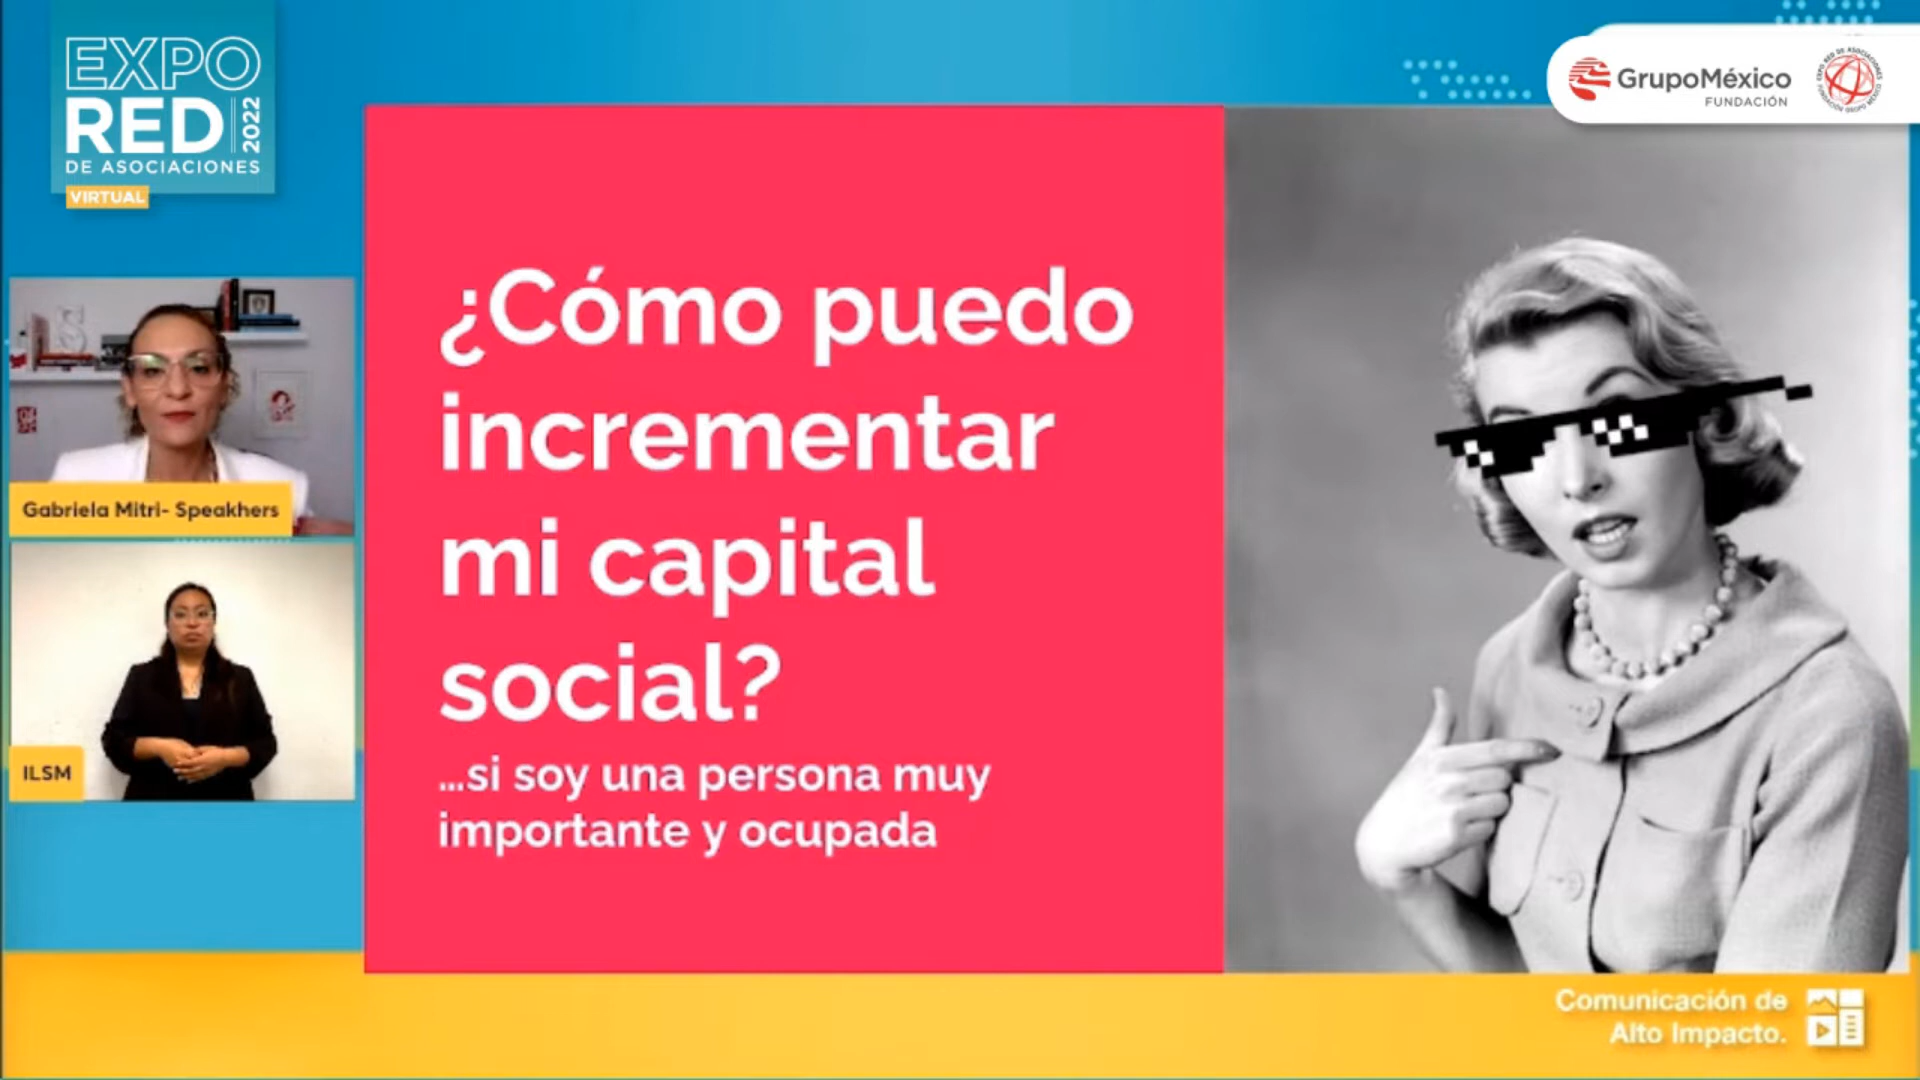 EXPO
RED 2022
DE ASOCIACIONES
VIRTUAL
GrupoMéxico
FUNDACIÓN
¿Cómo puedo
incrementar
mi capital
social?
...si soy una persona muy
importante y ocupada
Gabriela Mitri- Speakhers
ILSM
Comunicación de
Alto Impacto.